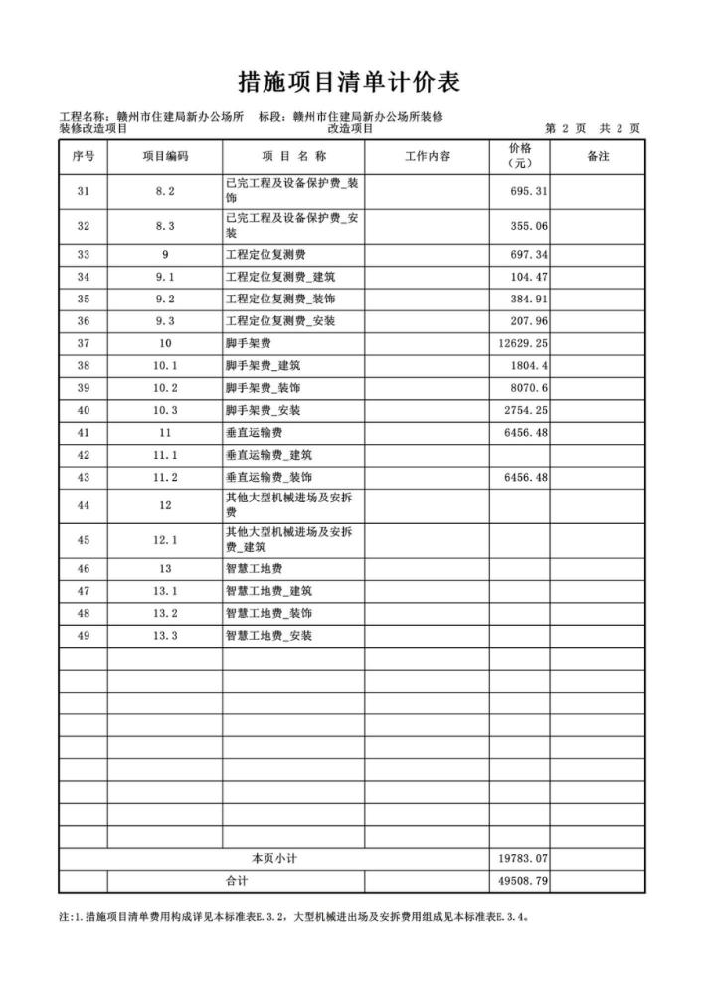 措施项目清单计价表
工程名称：赣州市住建局新办公场所 标段：赣州市住建局新办公场所装修
装修改造项目 改造项目 第 2 页 共 2 页
序号 项目编码 项 目 名 称 工作内容 价格（元） 备注
31 8.2 已完工程及设备保护费_装饰 695.31
32 8.3 已完工程及设备保护费_安装 355.06
33 9 工程定位复测费 697.34
34 9.1 工程定位复测费_建筑 104.47
35 9.2 工程定位复测费_装饰 384.91
36 9.3 工程定位复测费_安装 207.96
37 10 脚手架费 12629.25
38 10.1 脚手架费_建筑 1804.4
39 10.2 脚手架费_装饰 8070.6
40 10.3 脚手架费_安装 2754.25
41 11 垂直运输费 6456.48
42 11.1 垂直运输费_建筑
43 11.2 垂直运输费_装饰 6456.48
44 12 其他大型机械进场及安拆费
45 12.1 其他大型机械进场及安拆费_建筑
46 13 智慧工地费
47 13.1 智慧工地费_建筑
48 13.2 智慧工地费_装饰
49 13.3 智慧工地费_安装
本页小计 19783.07
合计 49508.79
注:1.措施项目清单费用构成详见本标准表E.3.2，大型机械进出场及安拆费用组成见本标准表E.3.4。